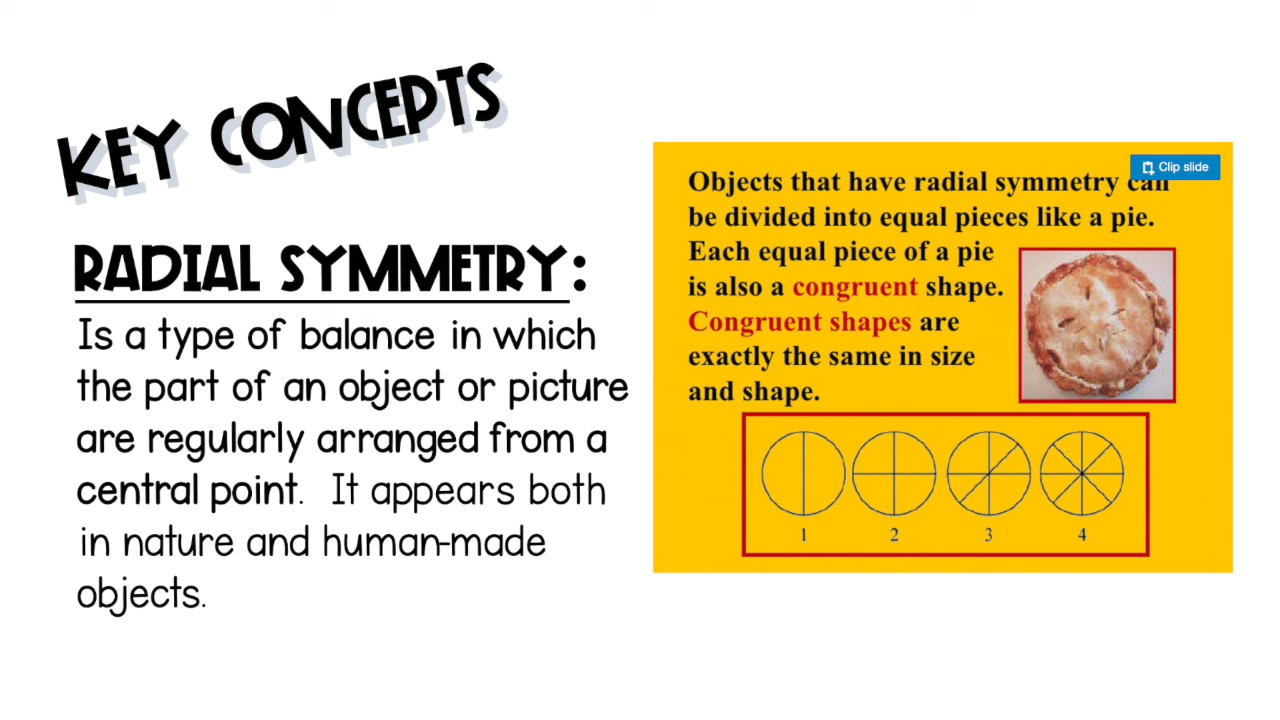 KEY CONCEPTS
RADIAL SYMMETRY:
Is a type of balance in which
the part of an object or picture
are regularly arranged from a
central point. It appears both
in nature and human-made
objects.
Clip slide
Objects that have radial symmetry can
be divided into equal pieces like a pie.
Each equal piece of a pie
is also a congruent shape.
Congruent shapes are
exactly the same in size
and shape.
1 2 3 4